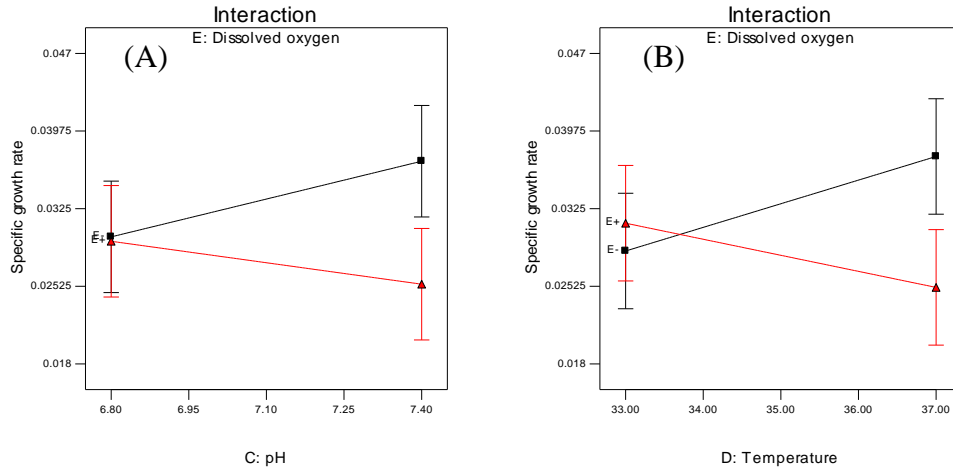 Interaction
E: Dissolved oxygen
(A)
0.047
0.03975
0.0325
0.02525
0.018
Specific growth rate
E-
E+
6.80 6.95 7.10 7.25 7.40
C: pH
Interaction
E: Dissolved oxygen
(B)
0.047
0.03975
0.0325
0.02525
0.018
Specific growth rate
E+
E-
33.00 34.00 35.00 36.00 37.00
D: Temperature